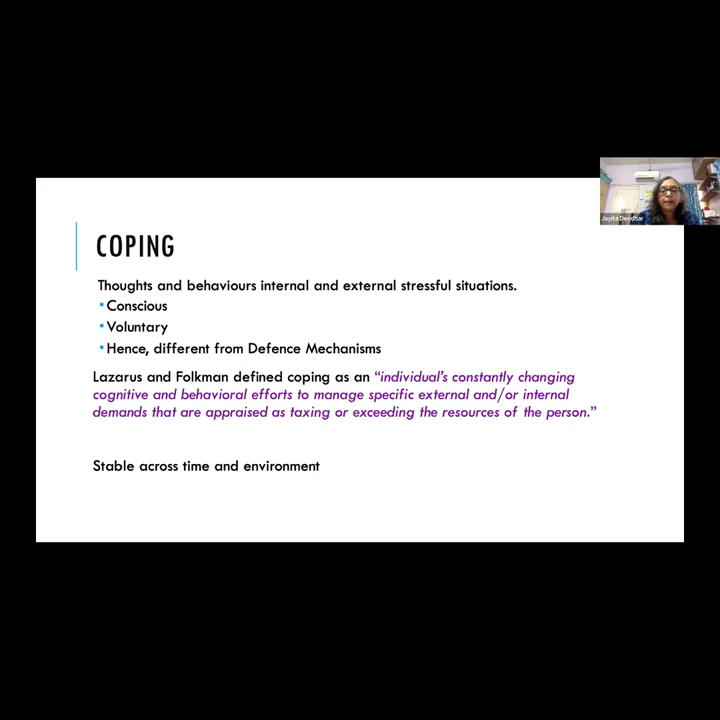 COPING
Thoughts and behaviours internal and external stressful situations.
▪ Conscious
▪ Voluntary
▪ Hence, different from Defence Mechanisms
Lazarus and Folkman defined coping as an “individual’s constantly changing
cognitive and behavioral efforts to manage specific external and/or internal
demands that are appraised as taxing or exceeding the resources of the person.”
Stable across time and environment
Jayita Deodhar